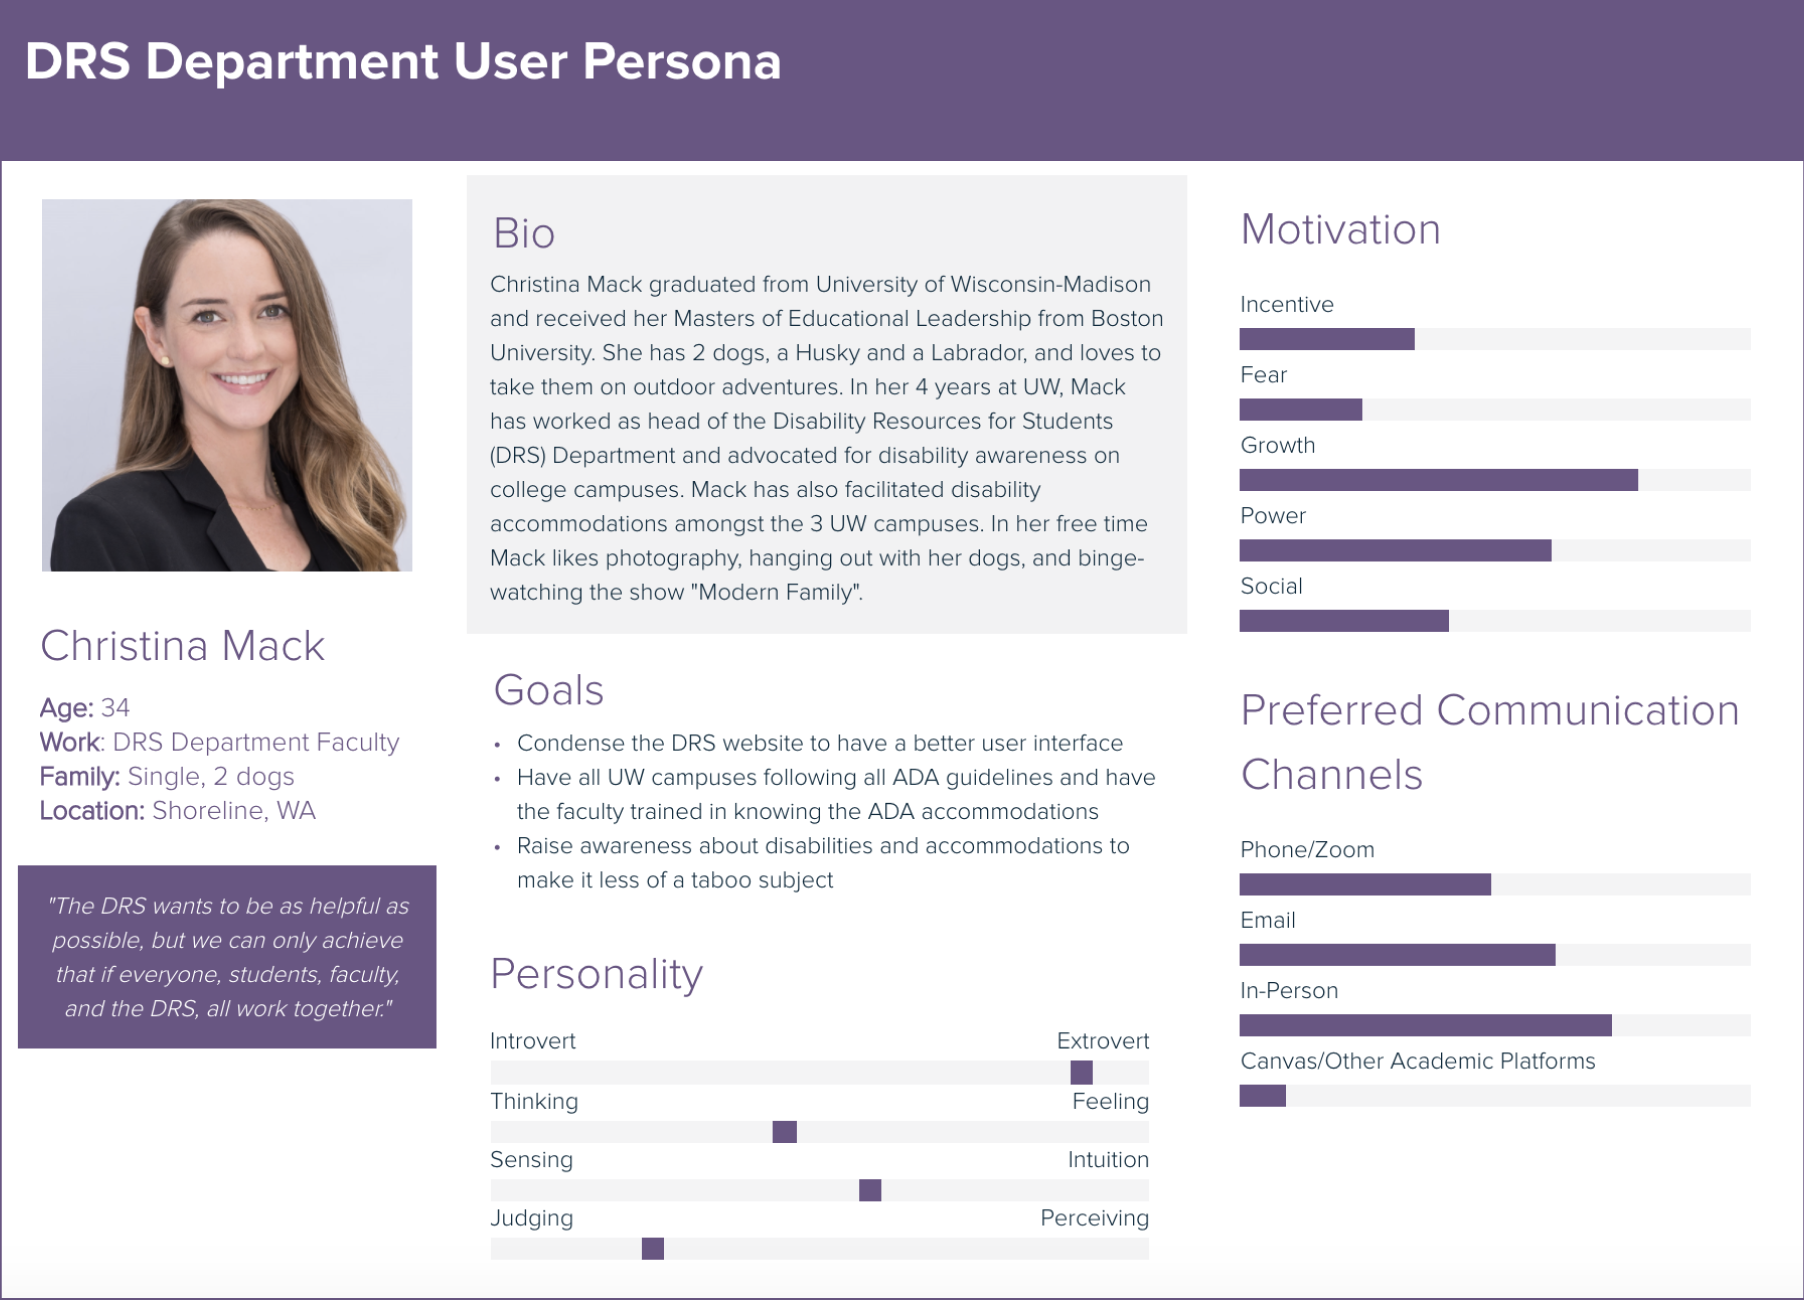 DRS Department User Persona
Christina Mack
Age: 34
Work: DRS Department Faculty
Family: Single, 2 dogs
Location: Shoreline, WA
"The DRS wants to be as helpful as
possible, but we can only achieve
that if everyone, students, faculty,
and the DRS, all work together."
Bio
Christina Mack graduated from University of Wisconsin-Madison
and received her Masters of Educational Leadership from Boston
University. She has 2 dogs, a Husky and a Labrador, and loves to
take them on outdoor adventures. In her 4 years at UW, Mack
has worked as head of the Disability Resources for Students
(DRS) Department and advocated for disability awareness on
college campuses. Mack has also facilitated disability
accommodations amongst the 3 UW campuses. In her free time
Mack likes photography, hanging out with her dogs, and binge-
watching the show "Modern Family".
Goals
• Condense the DRS website to have a better user interface
• Have all UW campuses following all ADA guidelines and have
the faculty trained in knowing the ADA accommodations
• Raise awareness about disabilities and accommodations to
make it less of a taboo subject
Personality
Introvert Extrovert
Thinking Feeling
Sensing Intuition
Judging Perceiving
Motivation
Incentive
Fear
Growth
Power
Social
Preferred Communication
Channels
Phone/Zoom
Email
In-Person
Canvas/Other Academic Platforms